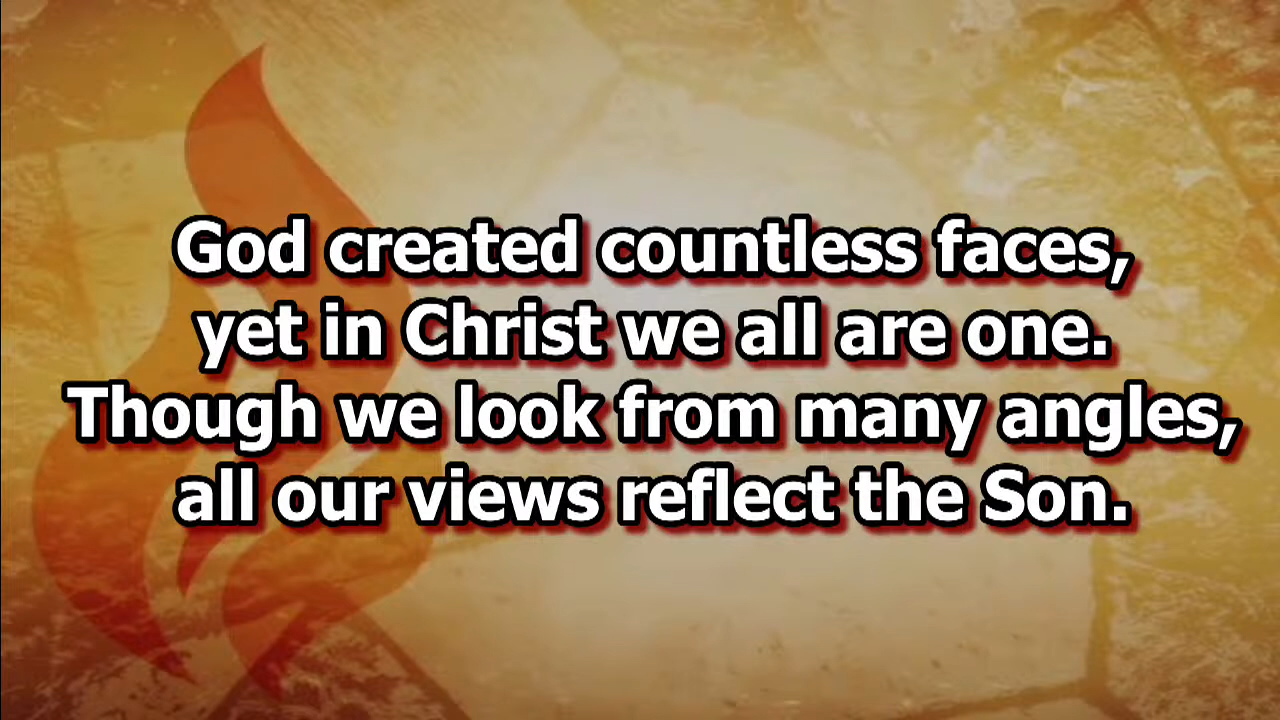 God created countless faces,
yet in Christ we all are one.
Though we look from many angles,
all our views reflect the Son.